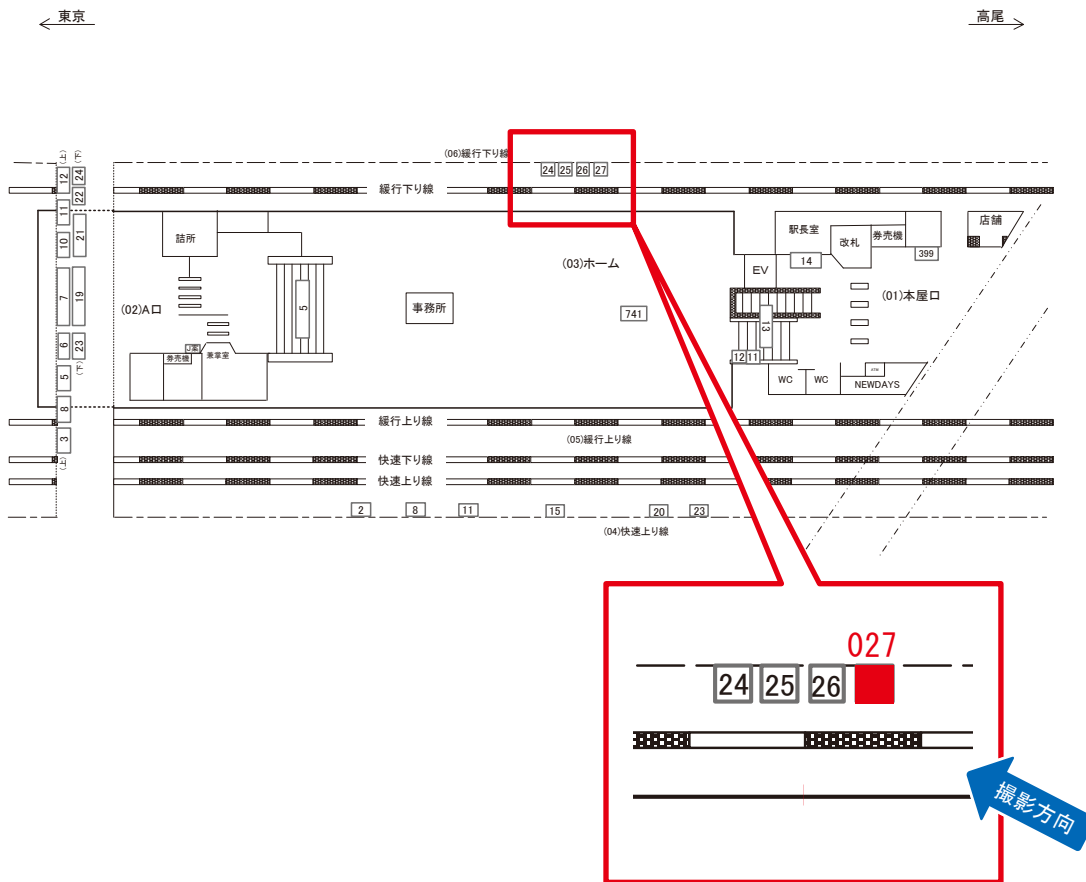 東京
高尾
(06)緩行下り線
24 25 26 27
緩行下り線
(上)
(下)
12
24
22
11
21
10
7
19
6
23
(下)
5
8
3
(上)
詰所
(02)A口
5
事務所
(03)ホーム
741
券売機
兼掌室
駅長室
改札
券売機
店舗
399
14
EV
(01)本屋口
13
12 11
WC
WC
ATM
NEWDAYS
緩行上り線
(05)緩行上り線
快速下り線
快速上り線
2
8
11
15
20
23
(04)快速上り線
027
24 25 26
撮影方向